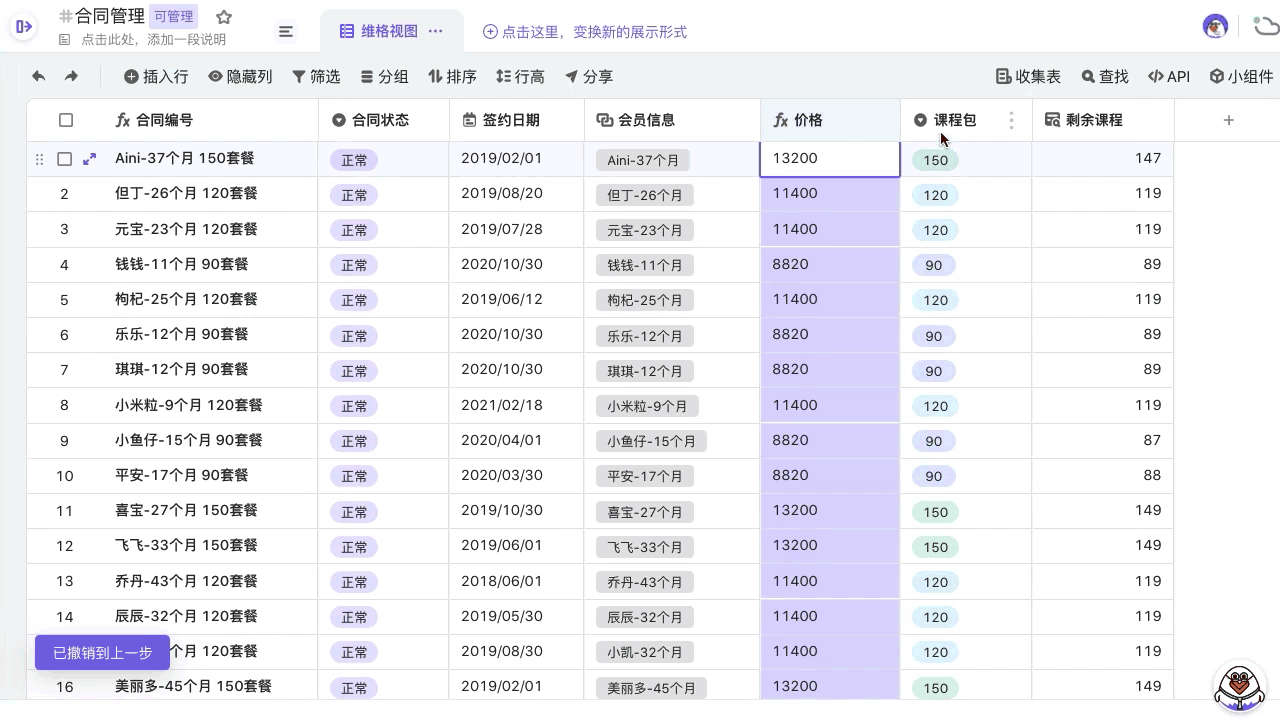 合同管理 可管理
点击此处，添加一段说明
维格视图 ···
点击这里，变换新的展示形式
插入行 隐藏列 筛选 分组 排序 行高 分享 收集表 查找 API 小组件
合同编号 合同状态 签约日期 会员信息 价格 课程包 剩余课程
Aini-37个月 150套餐 正常 2019/02/01 Aini-37个月 13200 150 147
2 但丁-26个月 120套餐 正常 2019/08/20 但丁-26个月 11400 120 119
3 元宝-23个月 120套餐 正常 2019/07/28 元宝-23个月 11400 120 119
4 钱钱-11个月 90套餐 正常 2020/10/30 钱钱-11个月 8820 90 89
5 枸杞-25个月 120套餐 正常 2019/06/12 枸杞-25个月 11400 120 119
6 乐乐-12个月 90套餐 正常 2020/10/30 乐乐-12个月 8820 90 89
7 琪琪-12个月 90套餐 正常 2020/10/30 琪琪-12个月 8820 90 89
8 小米粒-9个月 120套餐 正常 2021/02/18 小米粒-9个月 11400 120 119
9 小鱼仔-15个月 90套餐 正常 2020/04/01 小鱼仔-15个月 8820 90 87
10 平安-17个月 90套餐 正常 2020/03/30 平安-17个月 8820 90 88
11 喜宝-27个月 150套餐 正常 2019/10/30 喜宝-27个月 13200 150 149
12 飞飞-33个月 150套餐 正常 2019/06/01 飞飞-33个月 13200 150 149
13 乔丹-43个月 120套餐 正常 2018/06/01 乔丹-43个月 11400 120 119
14 辰辰-32个月 120套餐 正常 2019/05/30 辰辰-32个月 11400 120 119
已撤销到上一步 个月 120套餐 正常 2019/08/30 小凯-32个月 11400 120 119
16 美丽多-45个月 150套餐 正常 2019/02/01 美丽多-45个月 13200 150 149